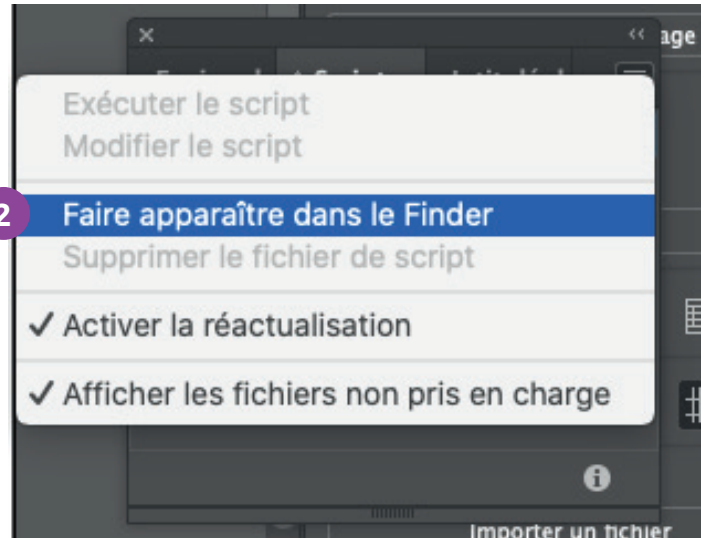 age
Exécuter le script
Modifier le script
2
Faire apparaître dans le Finder
Supprimer le fichier de script
✓ Activer la réactualisation
✓ Afficher les fichiers non pris en charge
Importer un fichier